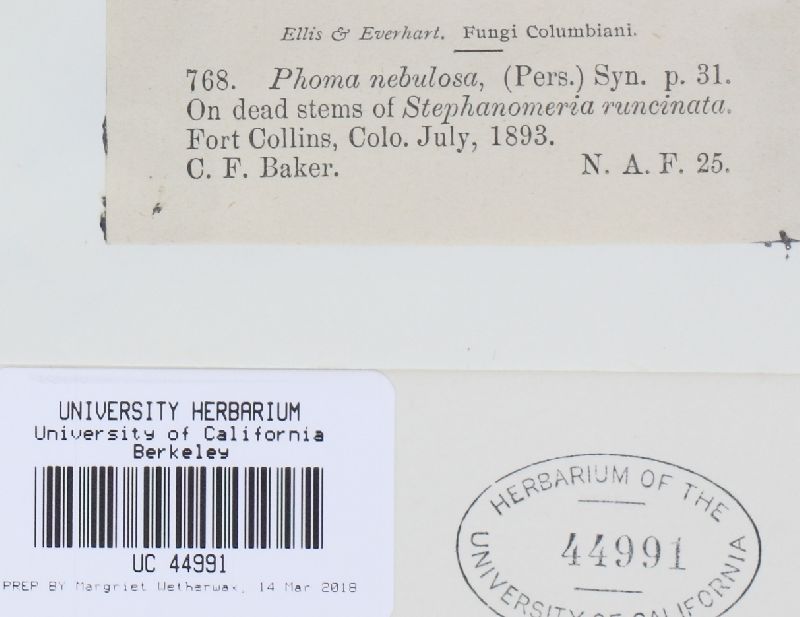 Ellis & Everhart. Fungi Columbiani.
768. Phoma nebulosa, (Pers.) Syn. p. 31.
On dead stems of Stephanomeria runcinata.
Fort Collins, Colo. July, 1893.
C. F. Baker. N. A. F. 25.
UNIVERSITY HERBARIUM
University of California
Berkeley
UC 44991
PREP BY Margriet Wetherwax, 14 Mar 2018
HERBARIUM OF THE
44991
UNIVERSITY OF CALIFORNIA